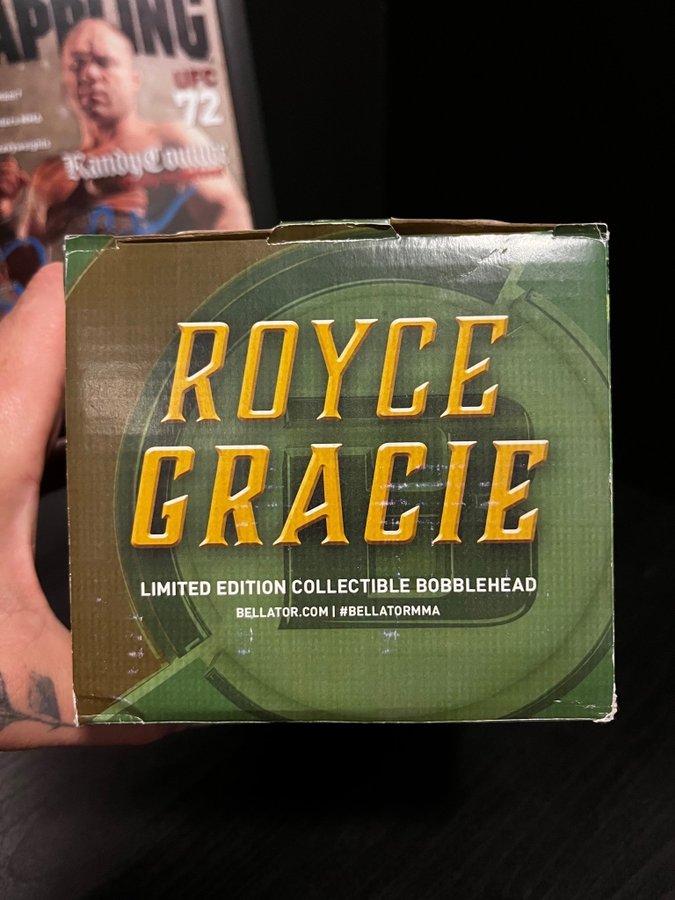 APPLING
UFC
72
Randy Couture
ROYCE
GRACIE
LIMITED EDITION COLLECTIBLE BOBBLEHEAD
BELLATOR.COM | #BELLATORMMA